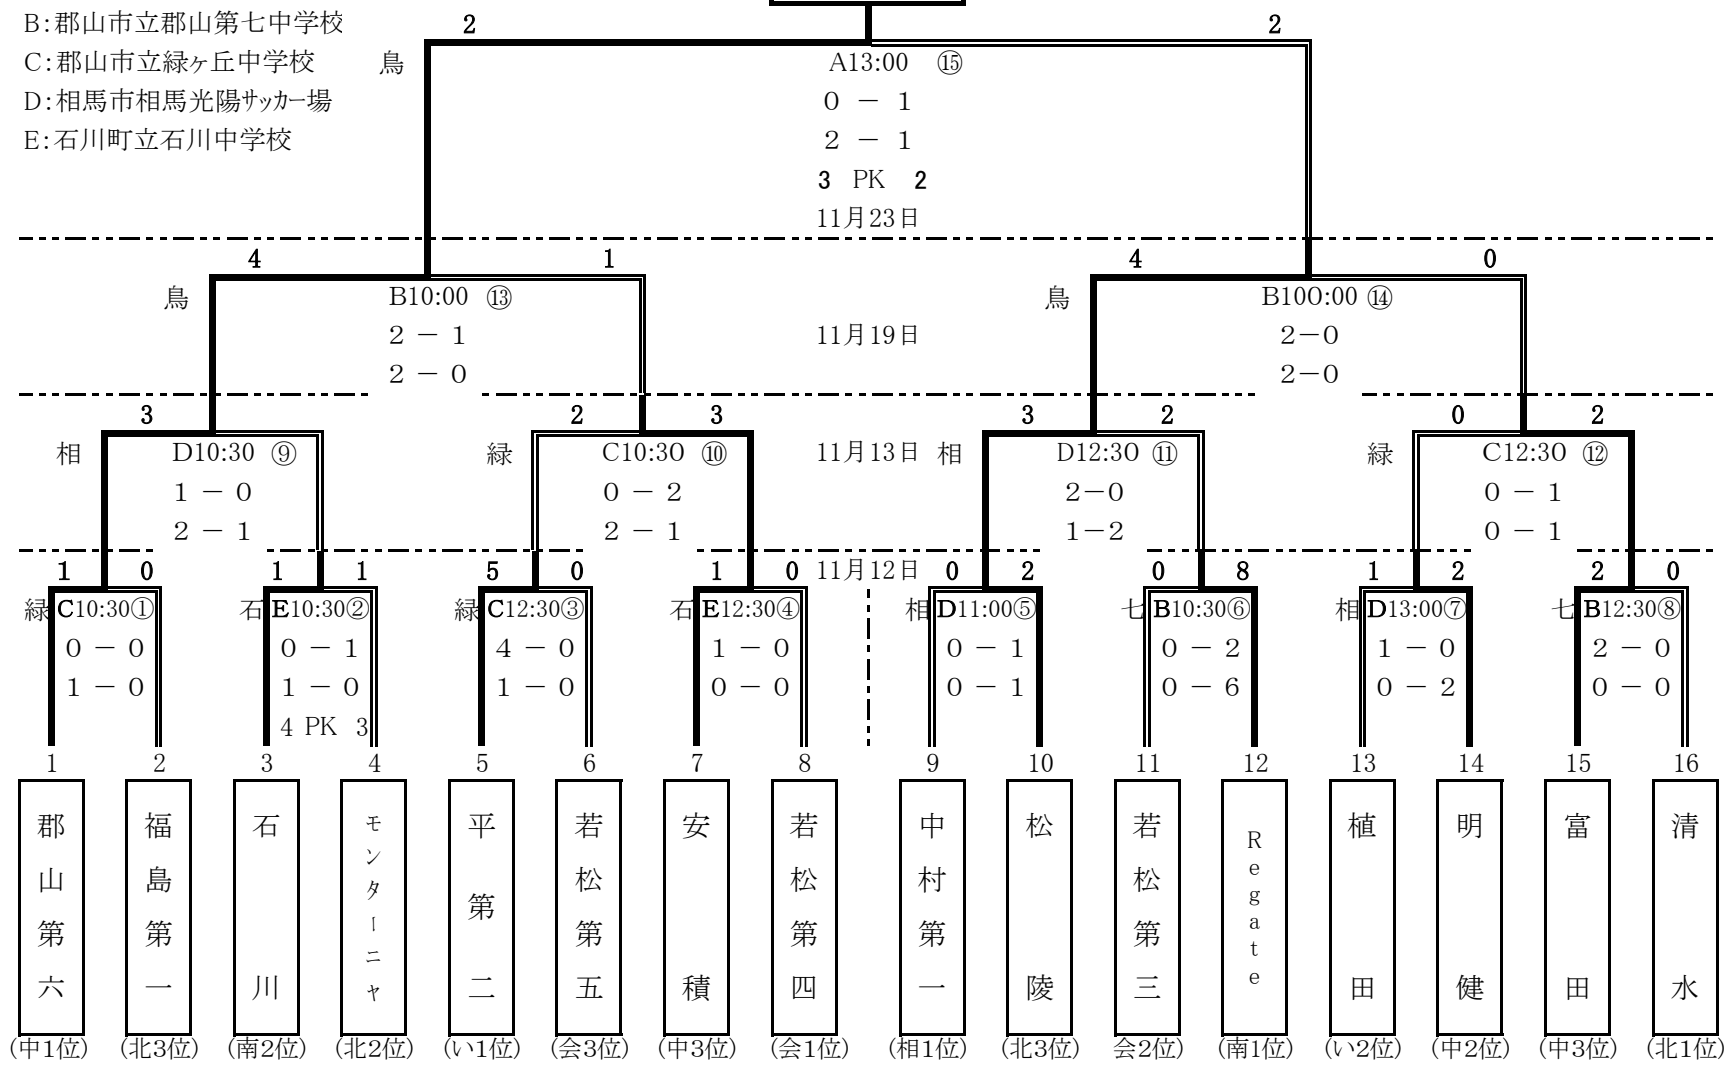 B:郡山市立郡山第七中学校
2 2
C:郡山市立緑ヶ丘中学校 鳥 A13:00 ⑮
D:相馬市相馬光陽サッカー場 0 － 1
E:石川町立石川中学校 2 － 1
3 PK 2
11月23日
4 1 4 0
鳥 B10:00 ⑬ 鳥 B10O:00 ⑭
2 － 1 11月19日 2－0
2 － 0 2－0
3 2 3 3 2 0 2
相 D10:30 ⑨ 緑 C10:30 ⑩ 11月13日 相 D12:30 ⑪ 緑 C12:30 ⑫
1 － 0 0 － 2 2－0 0 － 1
2 － 1 2 － 1 1－2 0 － 1
1 0 1 1 5 0 1 0 11月12日 0 2 0 8 1 2 2 0
緑 C10:30① 石 E10:30② 緑 C12:30③ 石 E12:30④ 相 D11:00⑤ 七 B10:30⑥ 相 D13:00⑦ 七 B12:30⑧
0 － 0 0 － 1 4 － 0 1 － 0 0 － 1 0 － 2 1 － 0 2 － 0
1 － 0 1 － 0 1 － 0 0 － 0 0 － 1 0 － 6 0 － 2 0 － 0
4 PK 3
1 2 3 4 5 6 7 8 9 10 11 12 13 14 15 16
郡山第六
福島第一
石川
モンターニャ
平第二
若松第五
安積
若松第四
中村第一
松陵
若松第三
Regate
植田
明健
富田
清水
(中1位) (北3位) (南2位) (北2位) (い1位) (会3位) (中3位) (会1位) (相1位) (北3位) 会2位) (南1位) (い2位) (中2位) (中3位) (北1位)